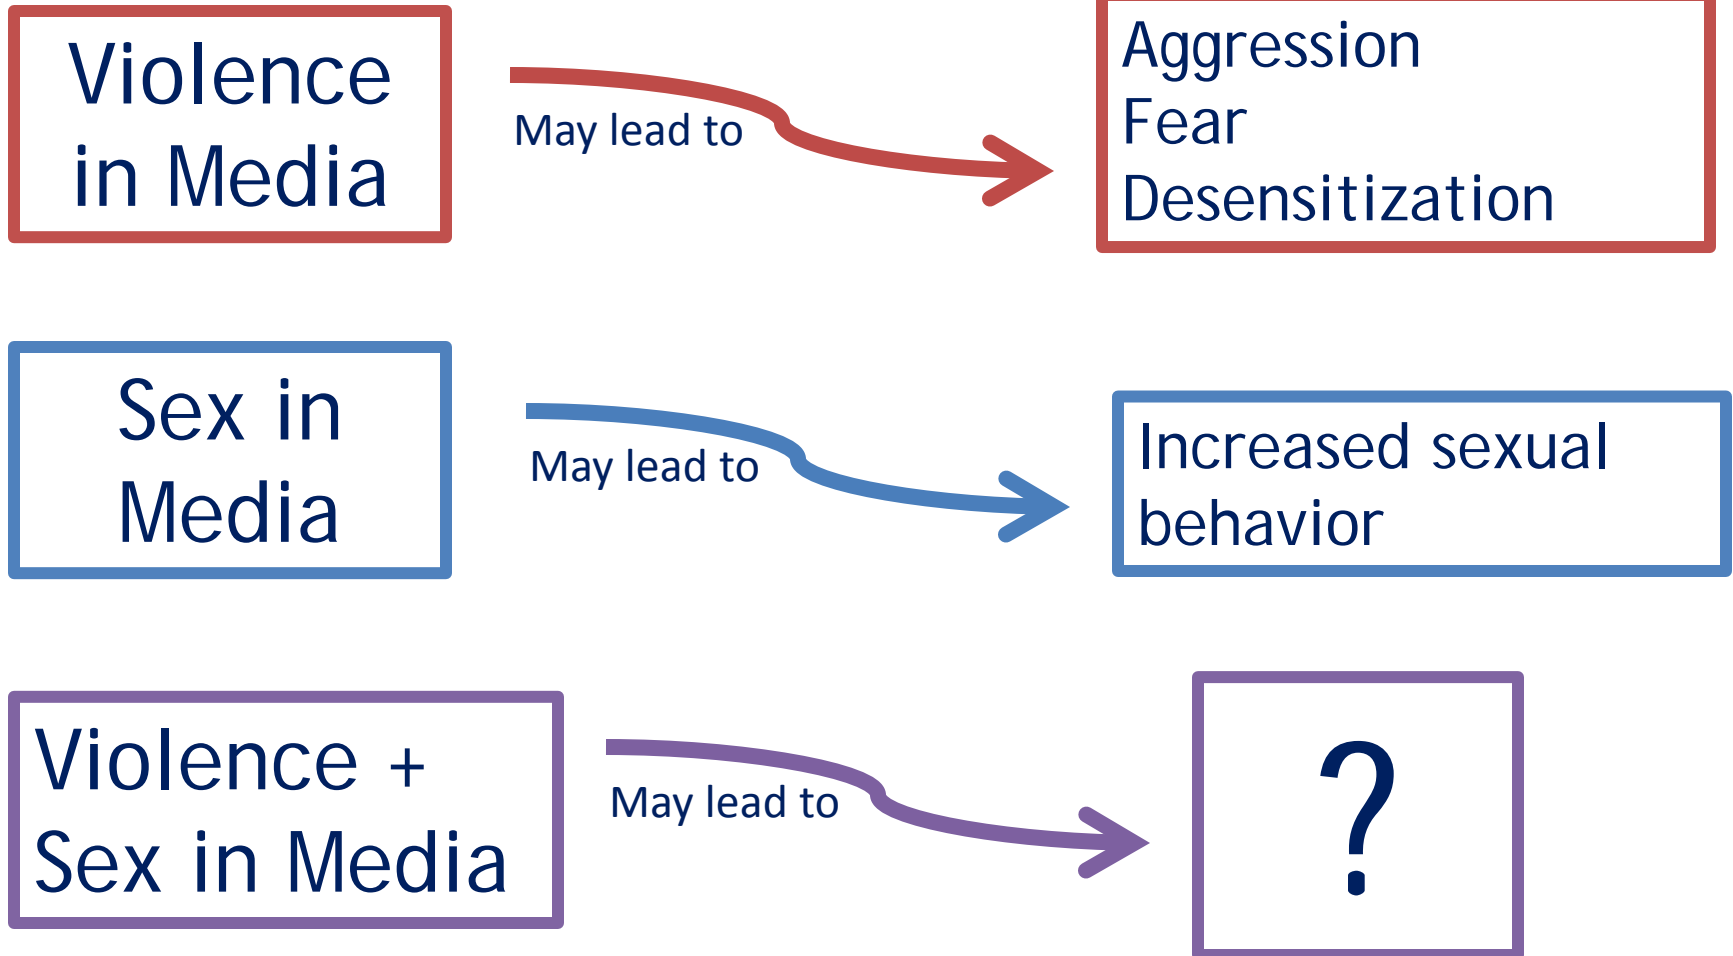 Violence
in Media
May lead to
Aggression
Fear
Desensitization
Sex in
Media
May lead to
Increased sexual
behavior
Violence +
Sex in Media
May lead to
?